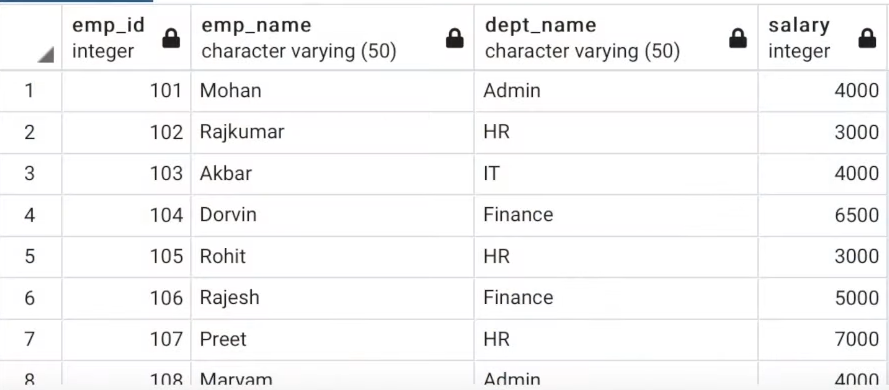 emp_id emp_name dept_name salary
integer character varying (50) character varying (50) integer
1 101 Mohan Admin 4000
2 102 Rajkumar HR 3000
3 103 Akbar IT 4000
4 104 Dorvin Finance 6500
5 105 Rohit HR 3000
6 106 Rajesh Finance 5000
7 107 Preet HR 7000
8 108 Maryam Admin 4000